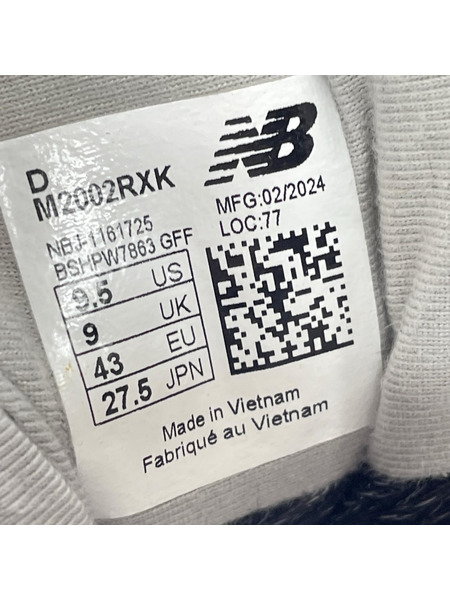 D
M2002RXK
NB
MFG:02/2024
LOC:77
NBJ-1161725
BSHPW7863 GFF
9.5 US
9 UK
43 EU
27.5 JPN
Made in Vietnam
Fabriqué au Vietnam